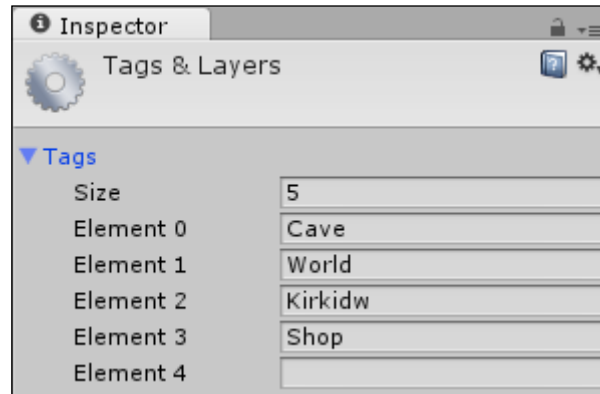 Inspector
Tags & Layers
Tags
Size 5
Element 0 Cave
Element 1 World
Element 2 Kirkidw
Element 3 Shop
Element 4